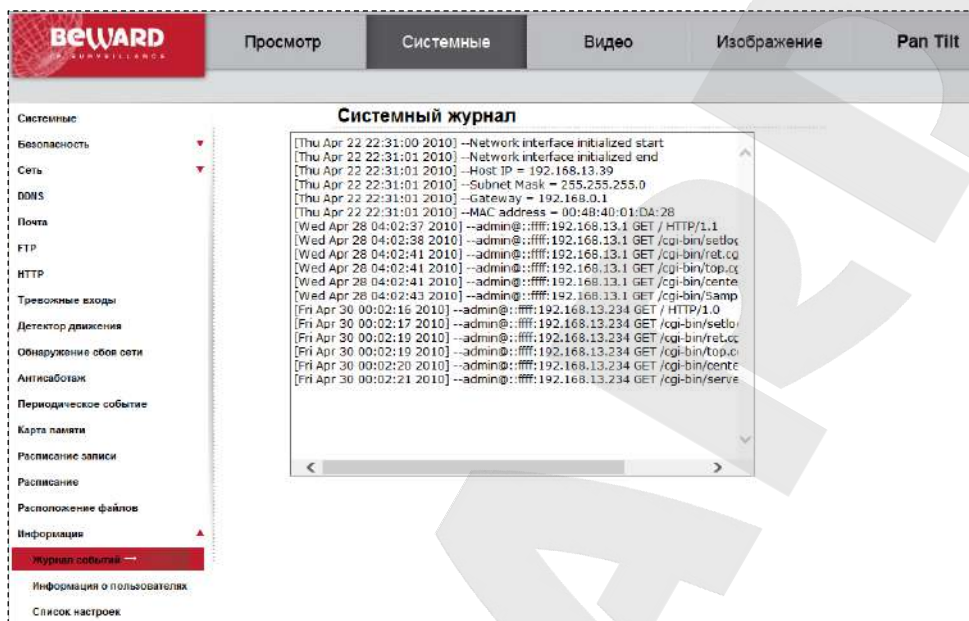 BEWARD
Просмотр
Системные
Видео
Изображение
Pan Tilt
Системные
Безопасность
Сеть
DDNS
Почта
FTP
HTTP
Тревожные входы
Детектор движения
Обнаружение сбоя сети
Антисаботаж
Периодическое событие
Карта памяти
Расписание записи
Расписание
Расположение файлов
Информация
Журнал событий →
Информация о пользователях
Список настроек
Системный журнал
[Thu Apr 22 22:31:00 2010] --Network interface initialized start
[Thu Apr 22 22:31:01 2010] --Network interface initialized end
[Thu Apr 22 22:31:01 2010] --Host IP = 192.168.13.39
[Thu Apr 22 22:31:01 2010] --Subnet Mask = 255.255.255.0
[Thu Apr 22 22:31:01 2010] --Gateway = 192.168.0.1
[Thu Apr 22 22:31:01 2010] --MAC address = 00:4B:40:01:DA:28
[Wed Apr 28 04:02:37 2010] --admin@::ffff:192.168.13.1 GET / HTTP/1.1
[Wed Apr 28 04:02:38 2010] --admin@::ffff:192.168.13.1 GET /cgi-bin/setlog
[Wed Apr 28 04:02:41 2010] --admin@::ffff:192.168.13.1 GET /cgi-bin/ret.cg
[Wed Apr 28 04:02:41 2010] --admin@::ffff:192.168.13.1 GET /cgi-bin/top.cg
[Wed Apr 28 04:02:41 2010] --admin@::ffff:192.168.13.1 GET /cgi-bin/cente
[Wed Apr 28 04:02:43 2010] --admin@::ffff:192.168.13.1 GET /cgi-bin/Samp
[Fri Apr 30 00:02:16 2010] --admin@::ffff:192.168.13.234 GET / HTTP/1.0
[Fri Apr 30 00:02:17 2010] --admin@::ffff:192.168.13.234 GET /cgi-bin/setlo
[Fri Apr 30 00:02:19 2010] --admin@::ffff:192.168.13.234 GET /cgi-bin/ret.cg
[Fri Apr 30 00:02:19 2010] --admin@::ffff:192.168.13.234 GET /cgi-bin/top.c
[Fri Apr 30 00:02:20 2010] --admin@::ffff:192.168.13.234 GET /cgi-bin/cente
[Fri Apr 30 00:02:21 2010] --admin@::ffff:192.168.13.234 GET /cgi-bin/serve